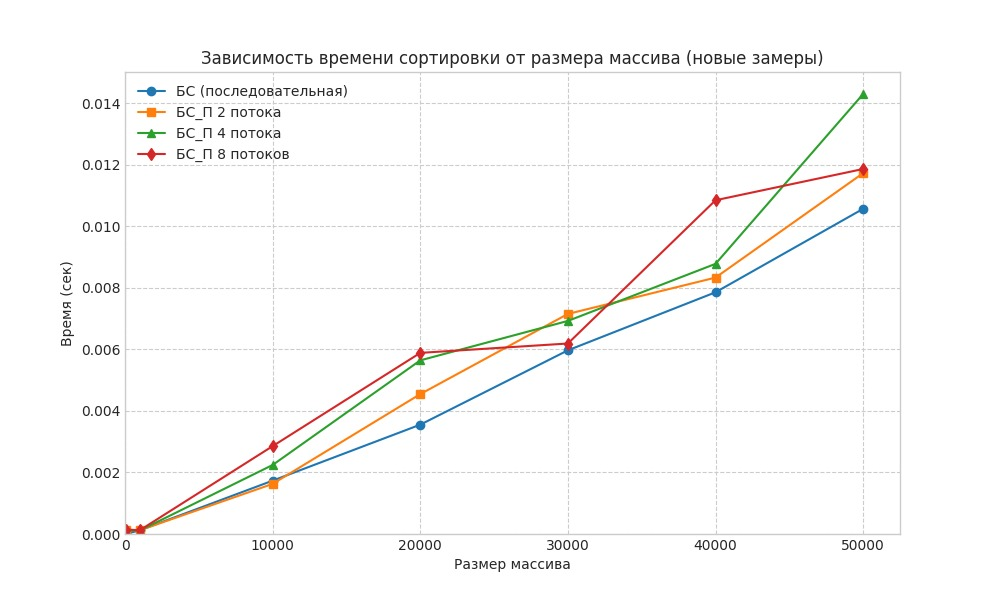 Зависимость времени сортировки от размера массива (новые замеры)
БС (последовательная)
БС_П 2 потока
БС_П 4 потока
БС_П 8 потоков
Время (сек)
0.014
0.012
0.010
0.008
0.006
0.004
0.002
0.000
0 10000 20000 30000 40000 50000
Размер массива